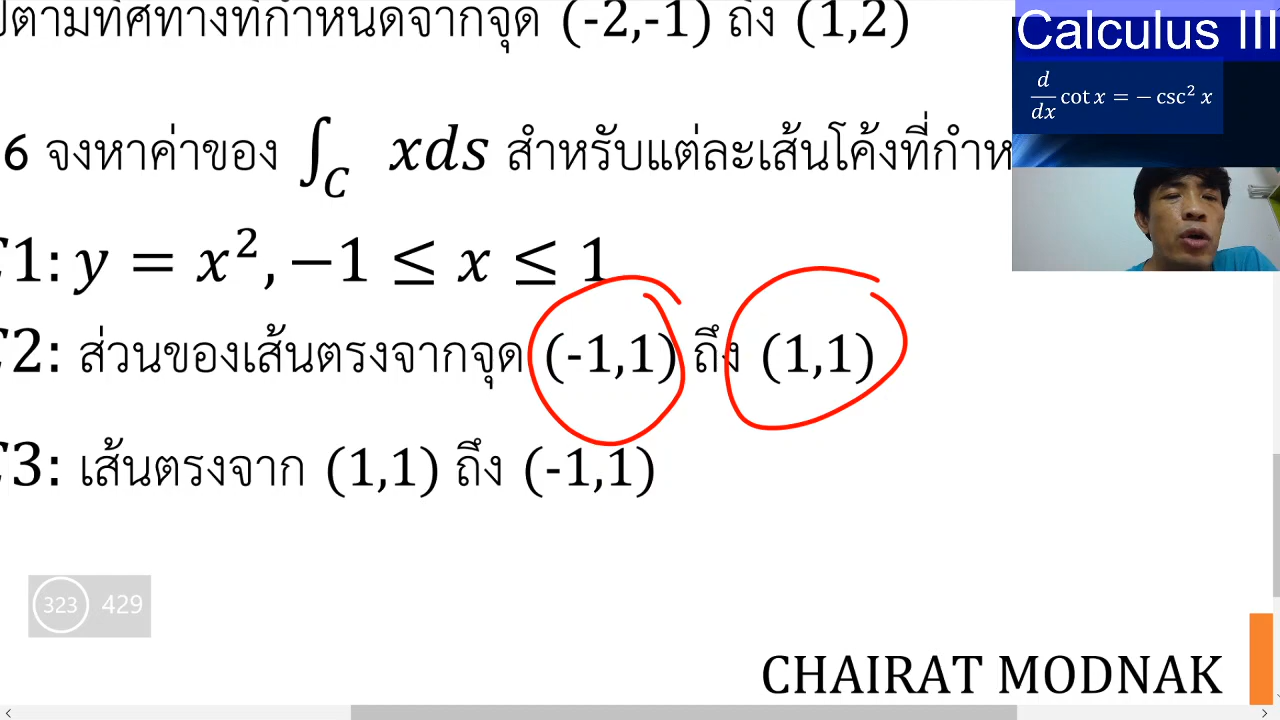 ปตามทิศทางที่กำหนดจากจุด (-2,-1) ถึง (1,2)
Calculus III
d/dx cot x = − csc² x
6 จงหาค่าของ ∫_C xds สำหรับแต่ละเส้นโค้งที่กำห
C1: y = x², −1 ≤ x ≤ 1
C2: ส่วนของเส้นตรงจากจุด (-1,1) ถึง (1,1)
C3: เส้นตรงจาก (1,1) ถึง (-1,1)
323 429
CHAIRAT MODNAK